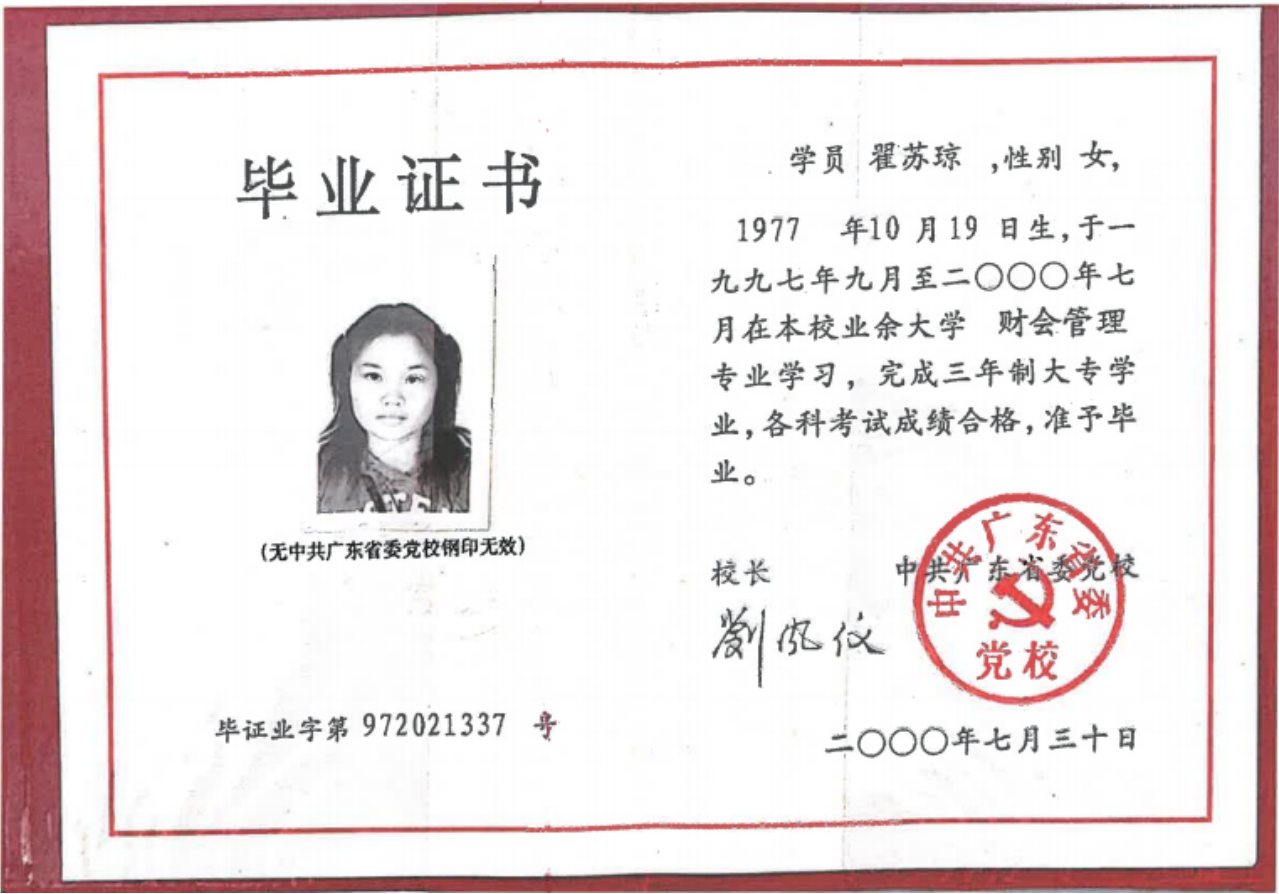 毕业证书
(无中共广东省委党校钢印无效)
毕证业字第 972021337 号
学员 瞿苏琼 ,性别 女,
1977 年10月19 日生,于一
九九七年九月至二〇〇〇年七
月在本校业余大学 财会管理
专业学习,完成三年制大专学
业,各科考试成绩合格,准予毕
业。
校长 中共广东省委党校
中共广东省委
党校
二〇〇〇年七月三十日